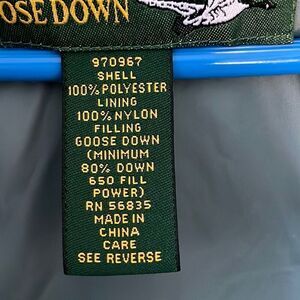 OSE DOWN
970967
SHELL
100% POLYESTER
LINING
100% NYLON
FILLING
GOOSE DOWN
(MINIMUM
80% DOWN
650 FILL
POWER)
RN 56835
MADE IN
CHINA
CARE
SEE REVERSE